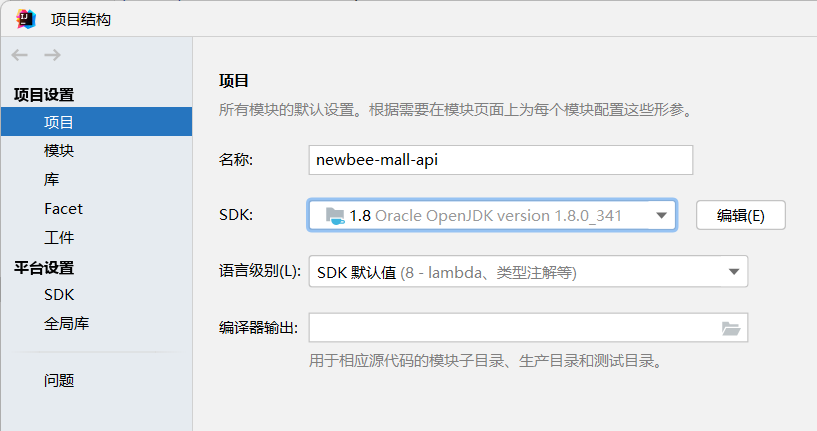 项目结构
项目设置
项目
模块
库
Facet
工件
平台设置
SDK
全局库
问题
项目
所有模块的默认设置。根据需要在模块页面上为每个模块配置这些形参。
名称: newbee-mall-api
SDK: 1.8 Oracle OpenJDK version 1.8.0_341 编辑(E)
语言级别(L): SDK 默认值 (8 - lambda、类型注解等)
编译器输出:
用于相应源代码的模块子目录、生产目录和测试目录。